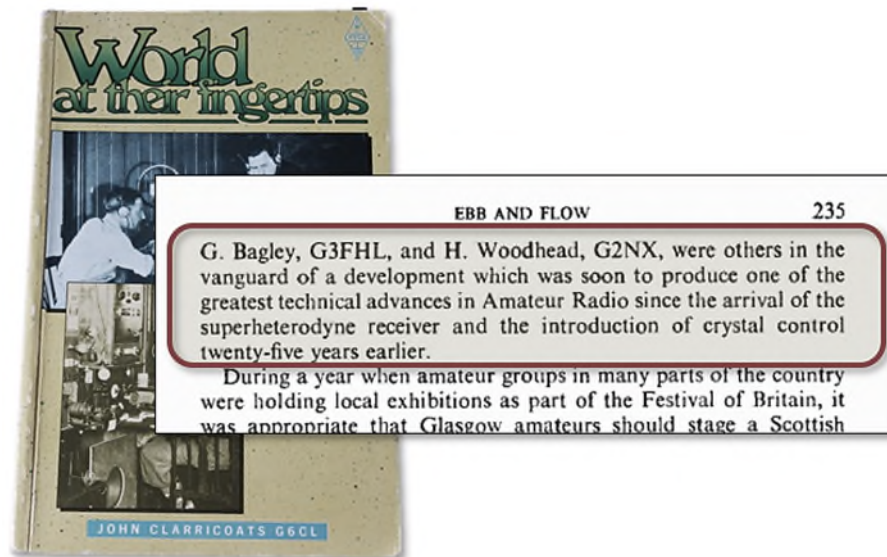 World
at their fingertips
EBB AND FLOW 235
G. Bagley, G3FHL, and H. Woodhead, G2NX, were others in the
vanguard of a development which was soon to produce one of the
greatest technical advances in Amateur Radio since the arrival of the
superheterodyne receiver and the introduction of crystal control
twenty-five years earlier.
During a year when amateur groups in many parts of the country
were holding local exhibitions as part of the Festival of Britain, it
was appropriate that Glasgow amateurs should stage a Scottish
JOHN CLARRICOATS G6CL